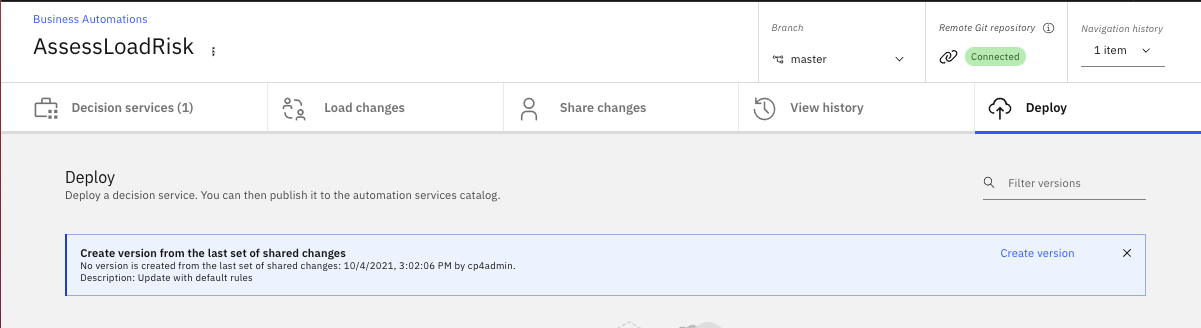 Business Automations
AssessLoadRisk
Branch
master
Remote Git repository
Connected
Navigation history
1 item
Decision services (1)
Load changes
Share changes
View history
Deploy
Deploy
Deploy a decision service. You can then publish it to the automation services catalog.
Filter versions
Create version from the last set of shared changes
No version is created from the last set of shared changes: 10/4/2021, 3:02:06 PM by cp4admin.
Description: Update with default rules
Create version